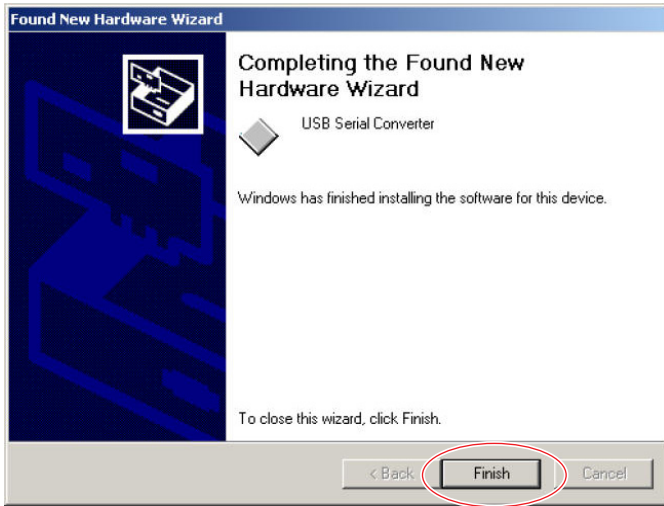 Found New Hardware Wizard
Completing the Found New
Hardware Wizard
USB Serial Converter
Windows has finished installing the software for this device.
To close this wizard, click Finish.
< Back
Finish
Cancel